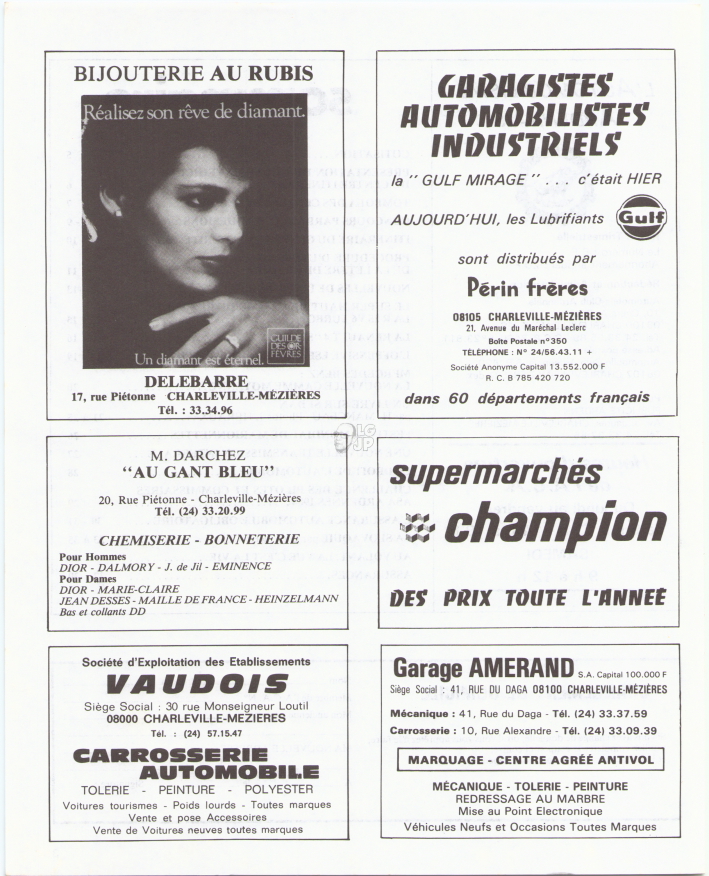 BIJOUTERIE AU RUBIS
Réalisez son rêve de diamant.
Un diamant est éternel.
GUILDE
DES OR
FÈVRES
DELEBARRE
17, rue Piétonne CHARLEVILLE-MÉZIÈRES
Tél. : 33.34.96
GARAGISTES
AUTOMOBILISTES
INDUSTRIELS
la " GULF MIRAGE " . . . c'était HIER
AUJOURD'HUI, les Lubrifiants Gulf
sont distribués par
Périn frères
08105 CHARLEVILLE-MÉZIÈRES
21, Avenue du Maréchal Leclerc
Boîte Postale n°350
TÉLÉPHONE : N° 24/56.43.11 +
Société Anonyme Capital 13.552.000 F
R. C. B 785 420 720
dans 60 départements français
M. DARCHEZ
"AU GANT BLEU"
20, Rue Piétonne - Charleville-Mézières
Tél. (24) 33.20.99
CHEMISERIE - BONNETERIE
Pour Hommes
DIOR - DALMORY - J. de Jil - EMINENCE
Pour Dames
DIOR - MARIE-CLAIRE
JEAN DESSES - MAILLE DE FRANCE - HEINZELMANN
Bas et collants DD
supermarchés
champion
DES PRIX TOUTE L'ANNEÉ
Société d'Exploitation des Etablissements
VAUDOIS
Siège Social : 30 rue Monseigneur Loutil
08000 CHARLEVILLE-MEZIERES
Tél. : (24) 57.15.47
CARROSSERIE
AUTOMOBILE
TOLERIE - PEINTURE - POLYESTER
Voitures tourismes - Poids lourds - Toutes marques
Vente et pose Accessoires
Vente de Voitures neuves toutes marques
Garage AMERAND S.A. Capital 100.000 F
Siège Social : 41, RUE DU DAGA 08100 CHARLEVILLE-MÉZIÈRES
Mécanique : 41, Rue du Daga - Tél. (24) 33.37.59
Carrosserie : 10, Rue Alexandre - Tél. (24) 33.09.39
MARQUAGE - CENTRE AGRÉÉ ANTIVOL
MÉCANIQUE - TOLERIE - PEINTURE
REDRESSAGE AU MARBRE
Mise au Point Electronique
Véhicules Neufs et Occasions Toutes Marques